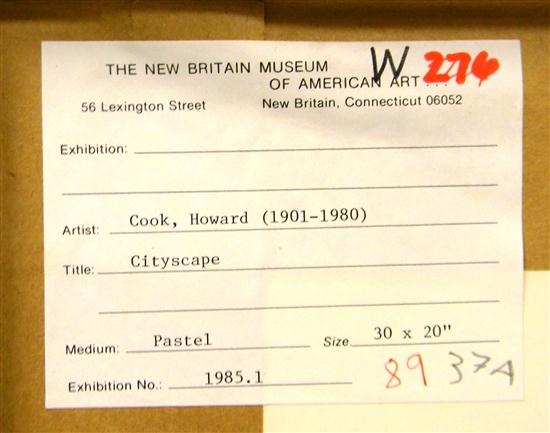 THE NEW BRITAIN MUSEUM
OF AMERICAN ART
W 276
56 Lexington Street New Britain, Connecticut 06052
Exhibition:
Artist: Cook, Howard (1901-1980)
Title: Cityscape
Medium: Pastel Size 30 x 20"
Exhibition No.: 1985.1
89 37A